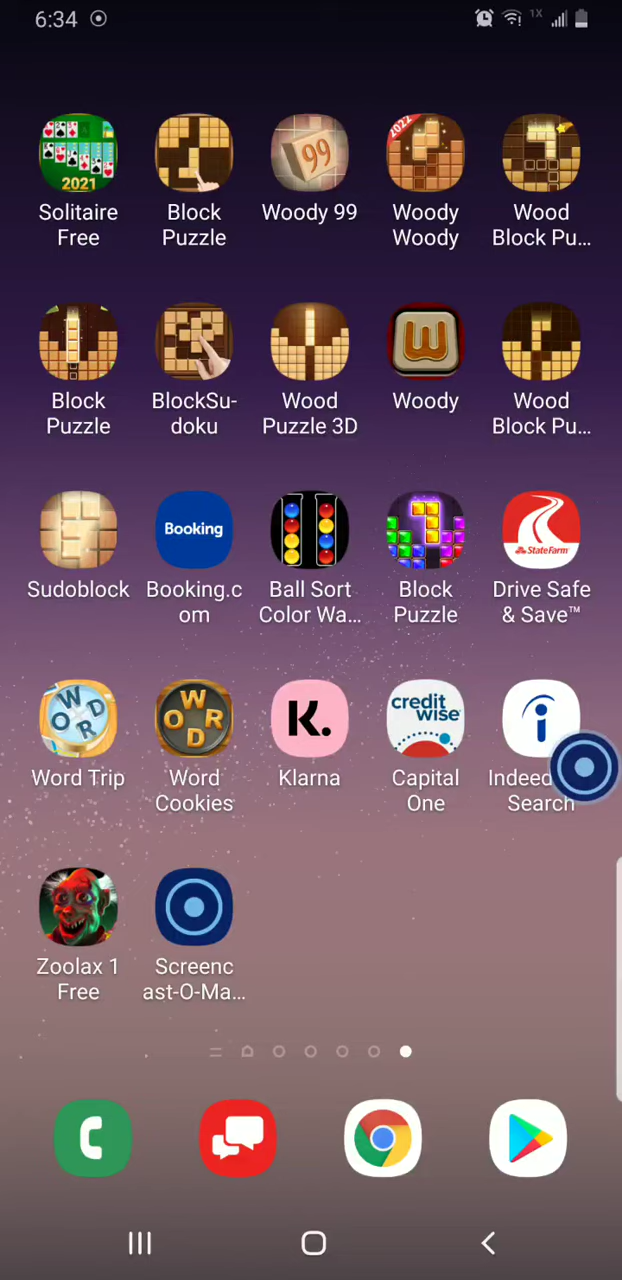 6:34
1X
2021
99
2022
Solitaire Free
Block Puzzle
Woody 99
Woody Woody
Wood Block Pu...
W
Block Puzzle
BlockSu-
doku
Wood Puzzle 3D
Woody
Wood Block Pu...
Booking
State Farm
Sudoblock
Booking.c
om
Ball Sort Color Wa...
Block Puzzle
Drive Safe & Save™
W O R D
W O R D
K.
credit wise
i
Word Trip
Word Cookies
Klarna
Capital One
Indeed
Search
Zoolax 1 Free
Screenc
ast-O-Ma...